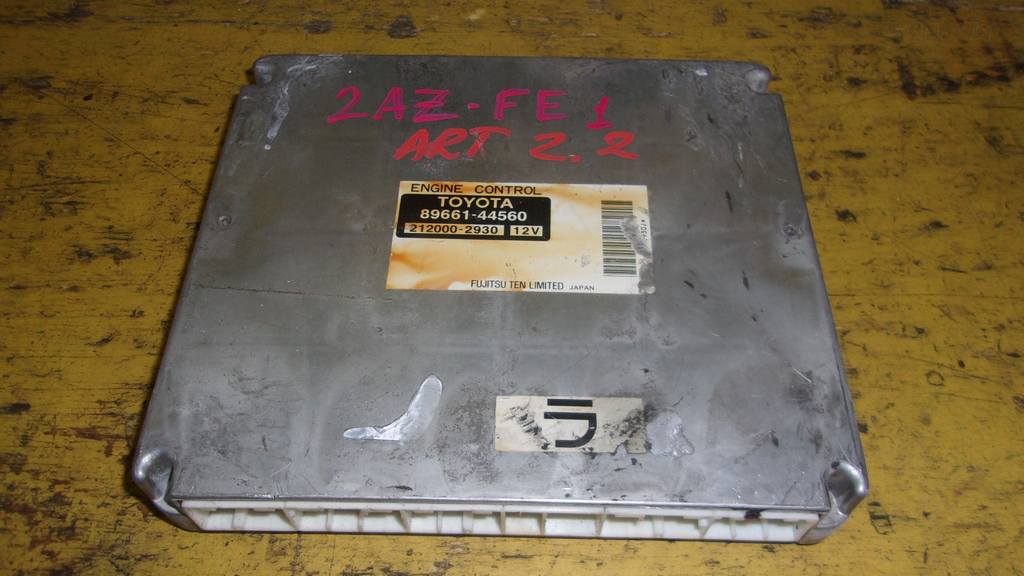 2AZ-FE 1
ART 2.2
ENGINE CONTROL
TOYOTA
89661-44560
212000-2930 12V
FUJITSU TEN LIMITED JAPAN
ラ